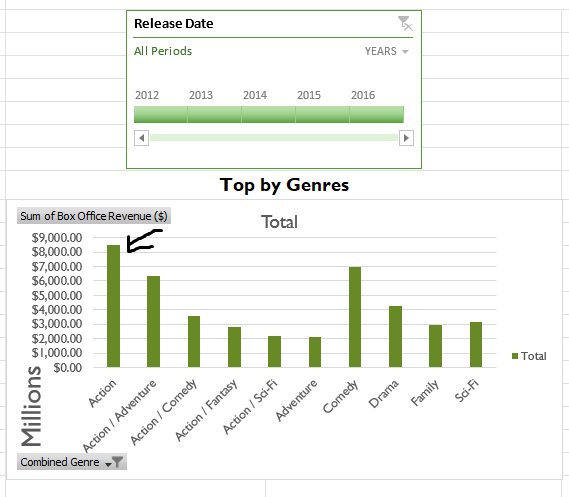 Release Date
All Periods YEARS
2012 2013 2014 2015 2016
Top by Genres
Sum of Box Office Revenue ($)
Total
$9,000.00
$8,000.00
$7,000.00
$6,000.00
$5,000.00
$4,000.00
$3,000.00
$2,000.00
$1,000.00
$0.00
Millions
Action
Action / Adventure
Action / Comedy
Action / Fantasy
Action / Sci-Fi
Adventure
Comedy
Drama
Family
Sci-Fi
Total
Combined Genre